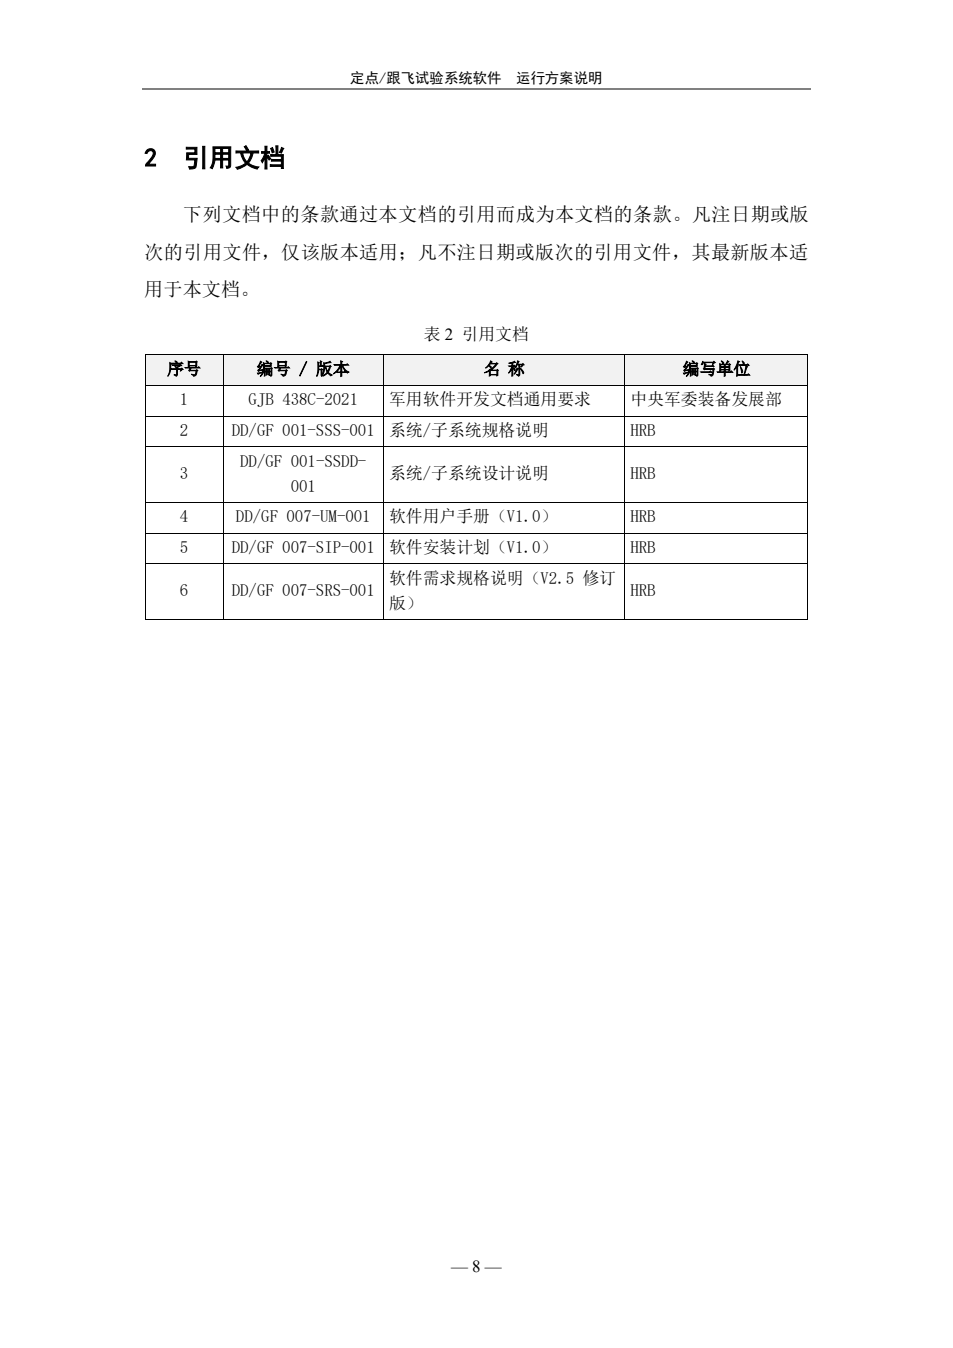 定点/跟飞试验系统软件　运行方案说明
2　引用文档
下列文档中的条款通过本文档的引用而成为本文档的条款。凡注日期或版
次的引用文件，仅该版本适用；凡不注日期或版次的引用文件，其最新版本适
用于本文档。
表 2 引用文档
序号 编号 / 版本 名 称 编写单位
1 GJB 438C-2021 军用软件开发文档通用要求 中央军委装备发展部
2 DD/GF 001-SSS-001 系统/子系统规格说明 HRB
3 DD/GF 001-SSDD-
001 系统/子系统设计说明 HRB
4 DD/GF 007-UM-001 软件用户手册（V1.0） HRB
5 DD/GF 007-SIP-001 软件安装计划（V1.0） HRB
6 DD/GF 007-SRS-001 软件需求规格说明（V2.5 修订
版） HRB
— 8 —